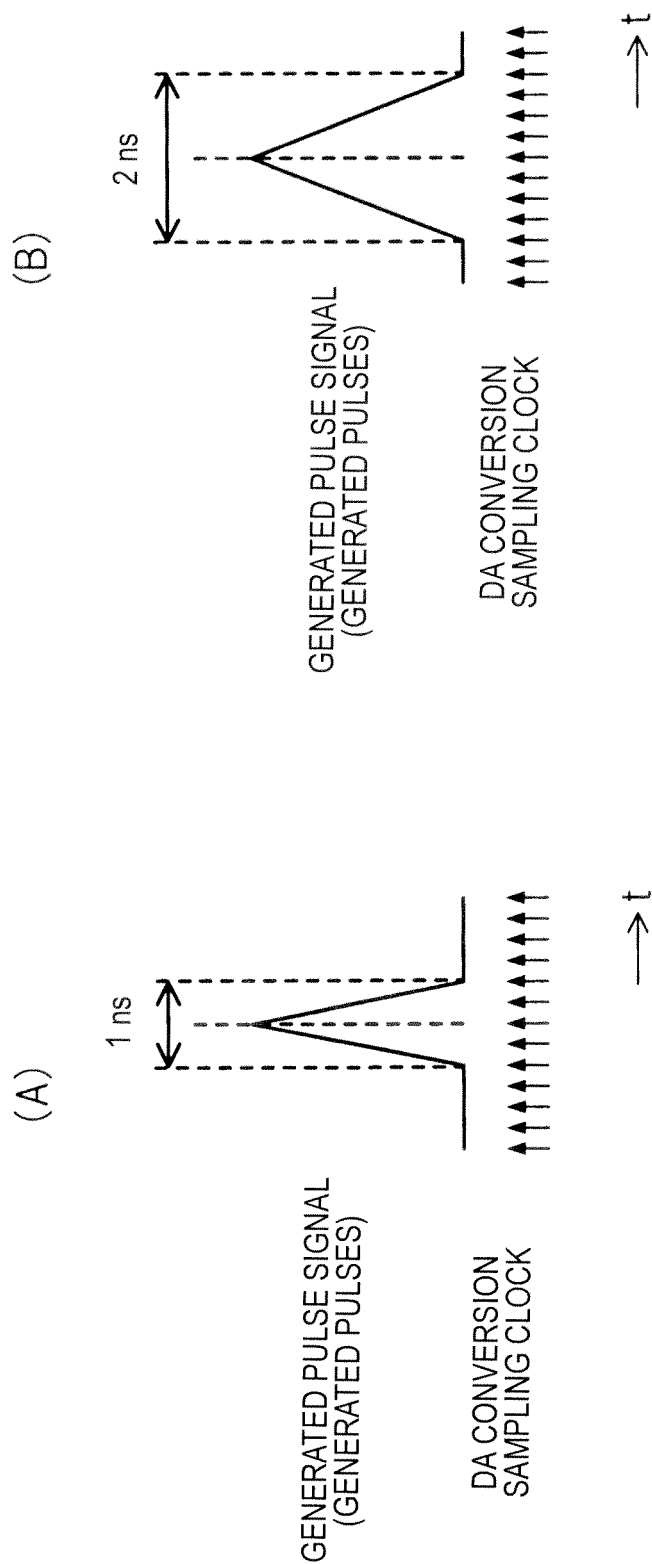 (A)
1 ns
GENERATED PULSE SIGNAL
(GENERATED PULSES)
DA CONVERSION
SAMPLING CLOCK
t
(B)
2 ns
GENERATED PULSE SIGNAL
(GENERATED PULSES)
DA CONVERSION
SAMPLING CLOCK
t